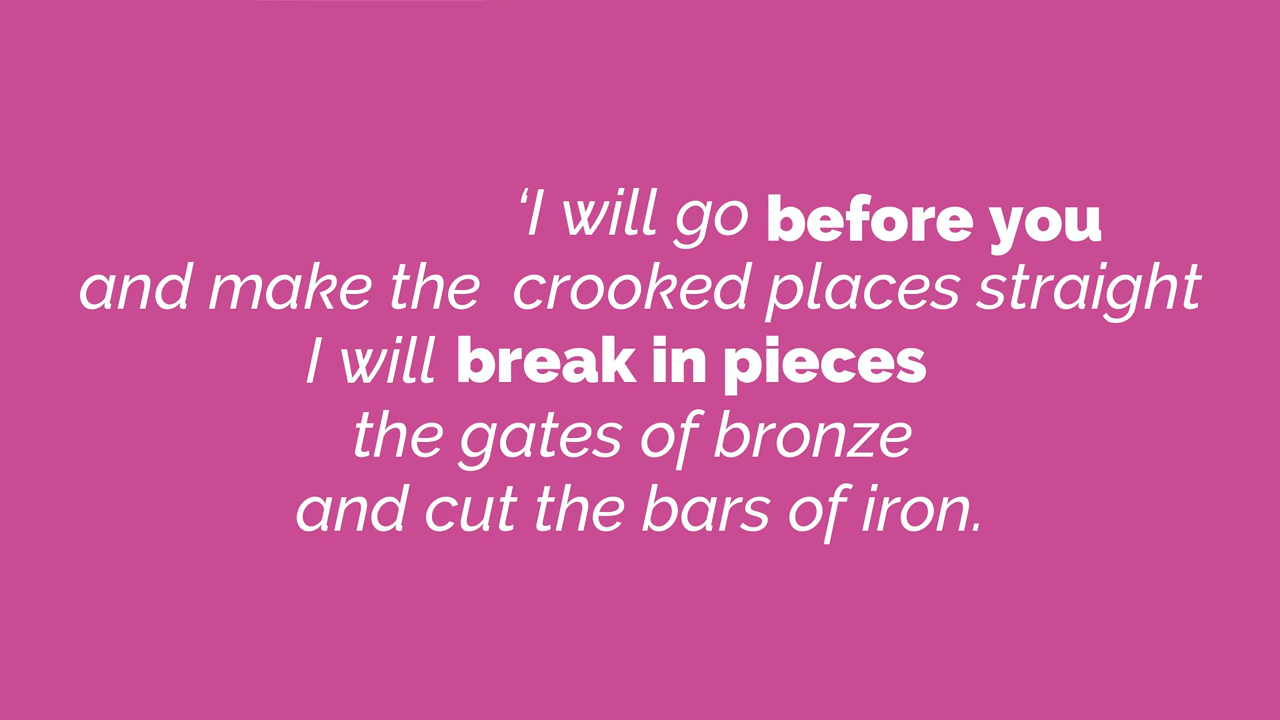 ‘I will go before you
and make the crooked places straight
I will break in pieces
the gates of bronze
and cut the bars of iron.